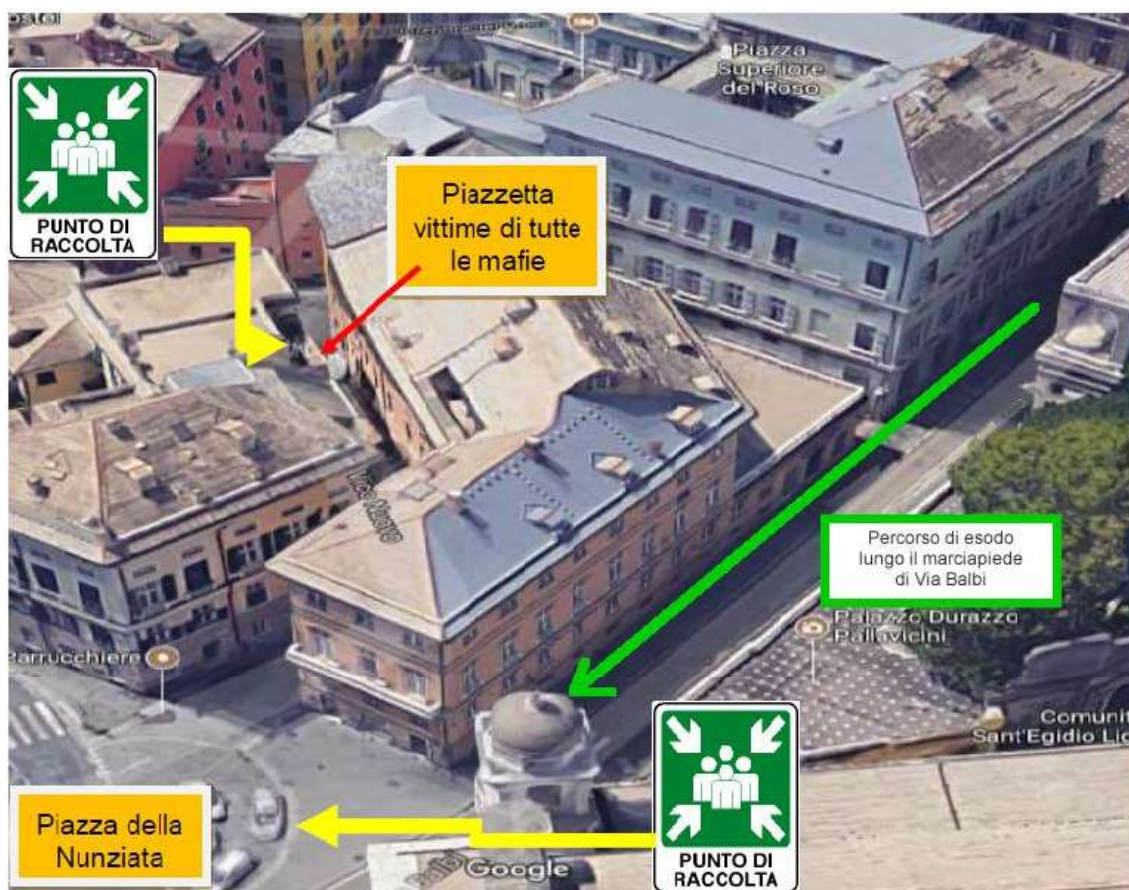 Piazza
Superiore
del Roso
PUNTO DI
RACCOLTA
Piazzetta
vittime di tutte
le mafie
Percorso di esodo
lungo il marciapiede
di Via Balbi
Palazzo Durazzo
Pallavicini
Parrucchiere
Comunit
Sant'Egidio Lig
Piazza della
Nunziata
Google
PUNTO DI
RACCOLTA